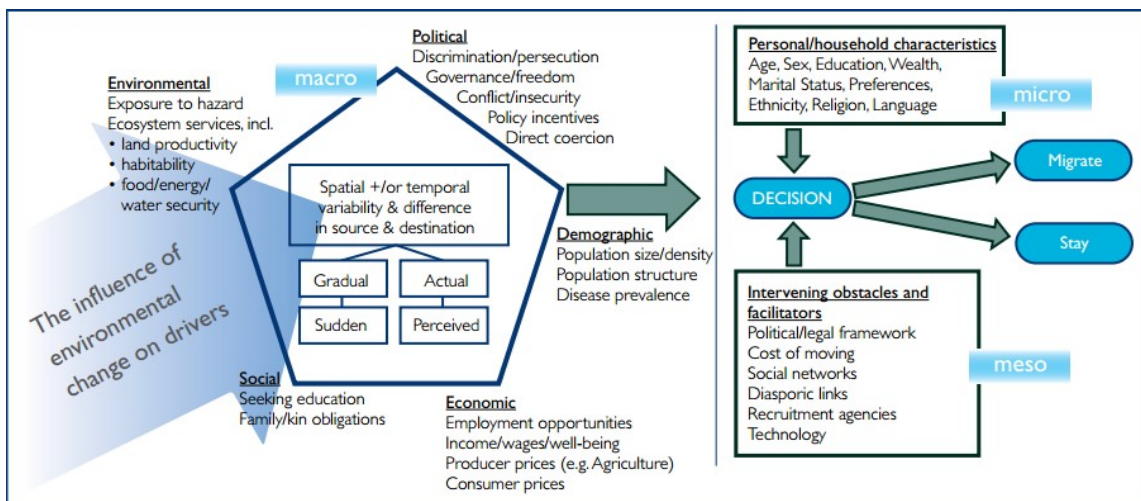 Political
Discrimination/persecution
Governance/freedom
Conflict/insecurity
Policy incentives
Direct coercion
macro
Environmental
Exposure to hazard
Ecosystem services, incl.
• land productivity
• habitability
• food/energy/
water security
The influence of
environmental
change on drivers
Spatial +/or temporal
variability & difference
in source & destination
Gradual
Actual
Sudden
Perceived
Demographic
Population size/density
Population structure
Disease prevalence
Social
Seeking education
Family/kin obligations
Economic
Employment opportunities
Income/wages/well-being
Producer prices (e.g. Agriculture)
Consumer prices
Personal/household characteristics
Age, Sex, Education, Wealth,
Marital Status, Preferences,
Ethnicity, Religion, Language
micro
DECISION
Migrate
Stay
Intervening obstacles and
facilitators
Political/legal framework
Cost of moving
Social networks
Diasporic links
Recruitment agencies
Technology
meso